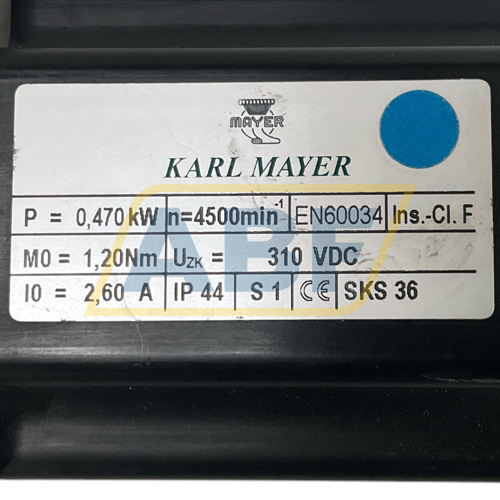 MAYER
KARL MAYER
P = 0,470 kW n=4500min⁻¹ EN60034 Ins.-Cl. F
M0 = 1,20Nm Uzk = 310 VDC
I0 = 2,60 A IP 44 S 1 CE SKS 36
ABF